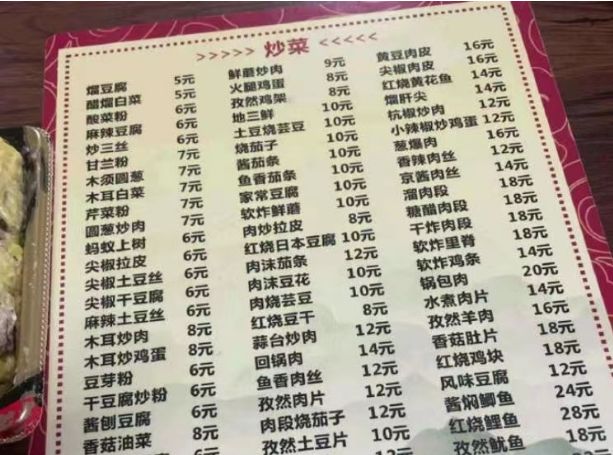 >>>>> 炒菜 <<<<<
熘豆腐 5元
醋熘白菜 5元
酸菜粉 6元
麻辣豆腐 6元
炒三丝 6元
甘兰粉 7元
木须圆葱 7元
木耳白菜 7元
芹菜粉 7元
圆葱炒肉 7元
蚂蚁上树 6元
尖椒拉皮 6元
尖椒土豆丝 6元
尖椒干豆腐 6元
麻辣土豆丝 6元
木耳炒肉 8元
木耳炒鸡蛋 8元
豆芽粉 6元
干豆腐炒粉 6元
酱刨豆腐 6元
香菇油菜 8元
鲜蘑炒肉 9元
火腿鸡蛋 8元
孜然鸡架 8元
地三鲜 10元
土豆烧芸豆 10元
烧茄子 10元
酱茄条 10元
鱼香茄条 10元
家常豆腐 10元
软炸鲜蘑 10元
肉炒拉皮 8元
红烧日本豆腐 10元
肉沫茄条 12元
肉沫豆花 10元
肉烧芸豆 10元
红烧豆干 8元
蒜台炒肉 12元
回锅肉 14元
鱼香肉丝 12元
孜然肉片 12元
肉段烧茄子 12元
孜然土豆片 10元
黄豆肉皮 16元
尖椒肉皮 16元
红烧黄花鱼 14元
熘肝尖 14元
杭椒炒肉 12元
小辣椒炒鸡蛋 12元
葱爆肉 16元
香辣肉丝 12元
京酱肉丝 14元
溜肉段 18元
糖醋肉段 18元
干炸肉段 18元
软炸里脊 18元
软炸鸡条 14元
锅包肉 20元
水煮肉片 14元
孜然羊肉 16元
香菇肚片 18元
红烧鸡块 18元
风味豆腐 12元
酱焖鲫鱼 24元
红烧鲤鱼 28元
孜然鱿鱼 18元